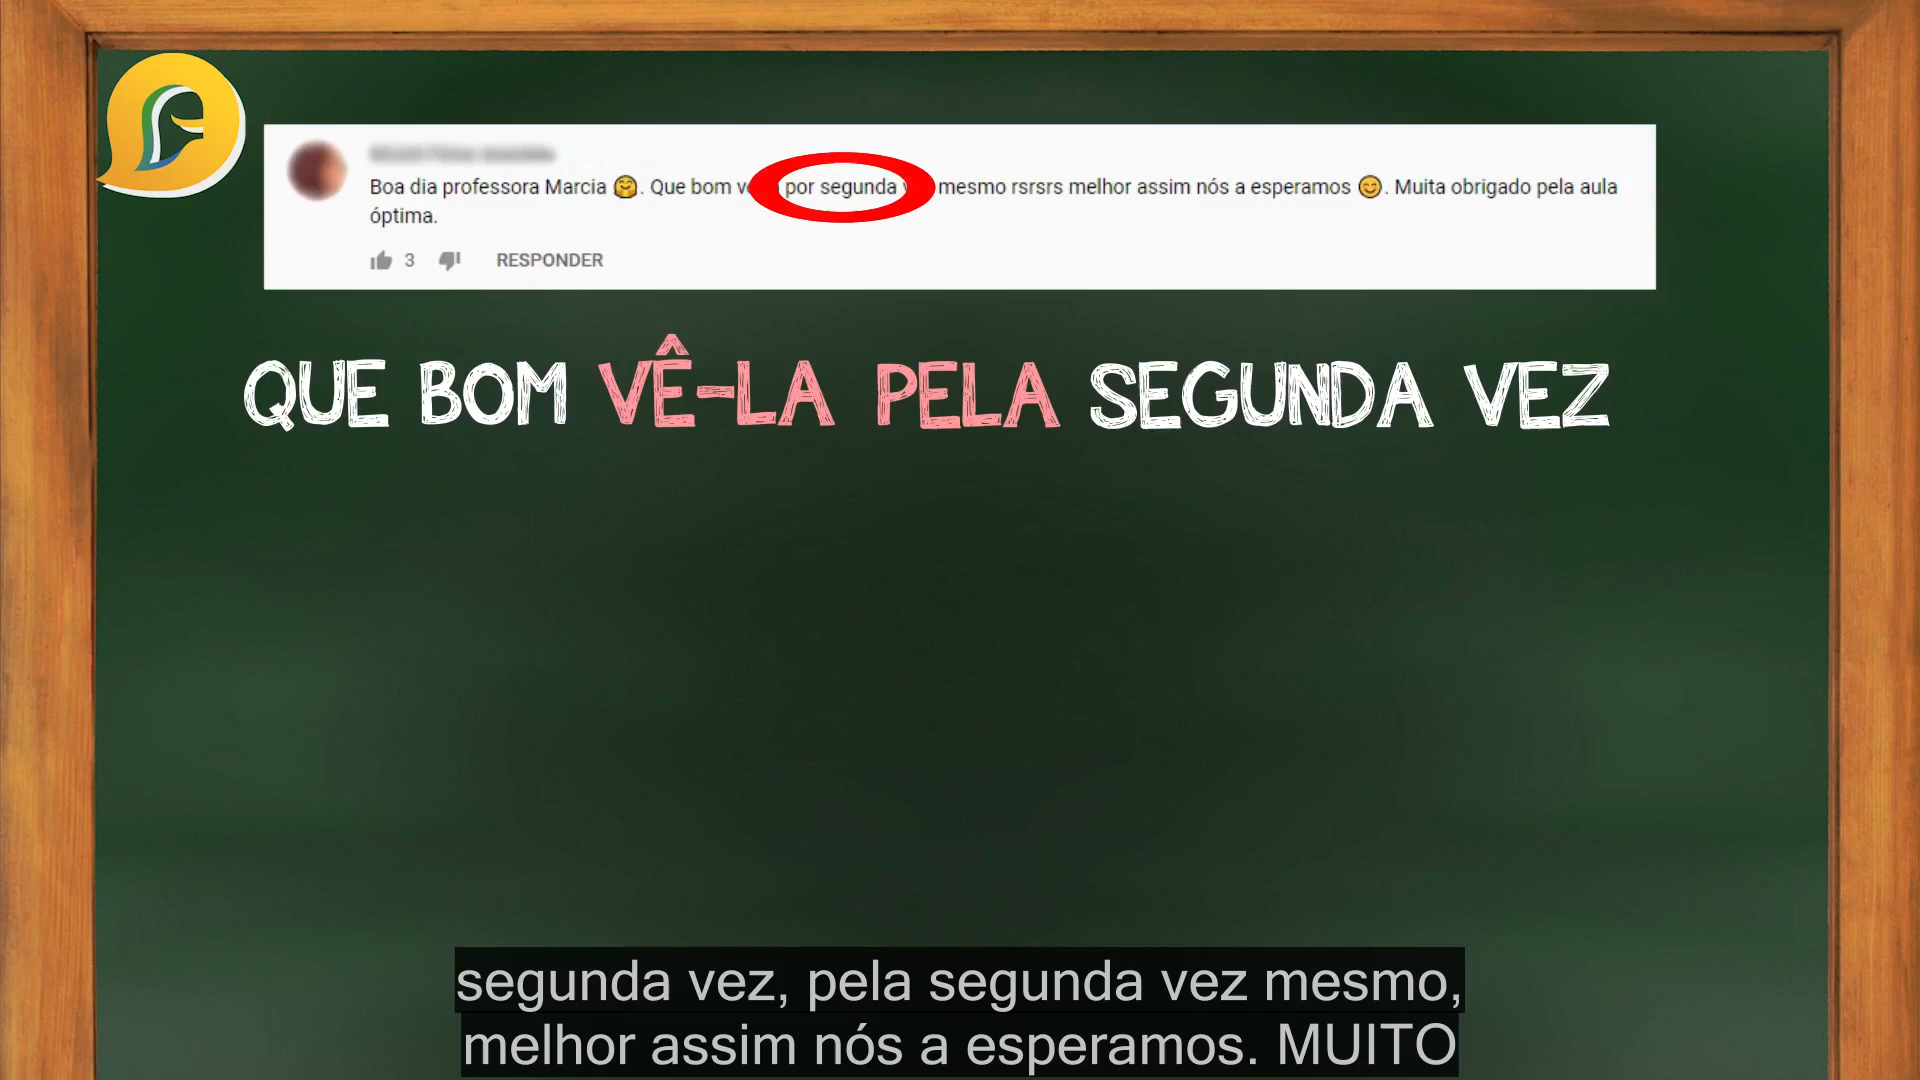 Boa dia professora Marcia 🤗. Que bom por segunda mesmo rsrsrs melhor assim nós a esperamos 😊. Muita obrigado pela aula
óptima.
3 RESPONDER
QUE BOM VÊ-LA PELA SEGUNDA VEZ
segunda vez, pela segunda vez mesmo,
melhor assim nós a esperamos. MUITO